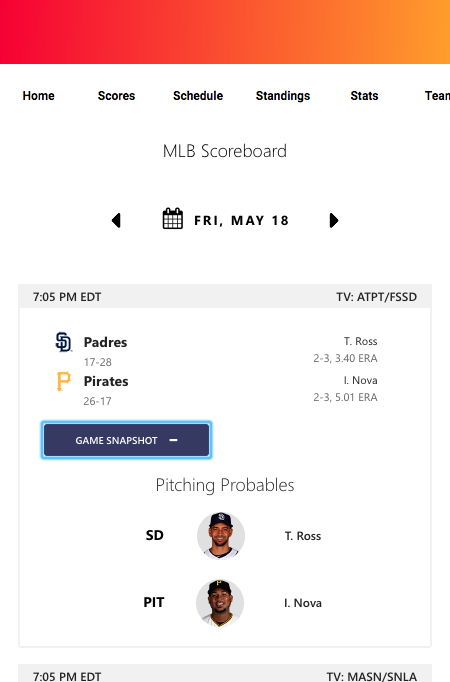 Home Scores Schedule Standings Stats Team
MLB Scoreboard
FRI, MAY 18
7:05 PM EDT TV: ATPT/FSSD
Padres T. Ross
17-28 2-3, 3.40 ERA
Pirates I. Nova
26-17 2-3, 5.01 ERA
GAME SNAPSHOT
Pitching Probables
SD T. Ross
PIT I. Nova
7:05 PM EDT TV: MASN/SNLA